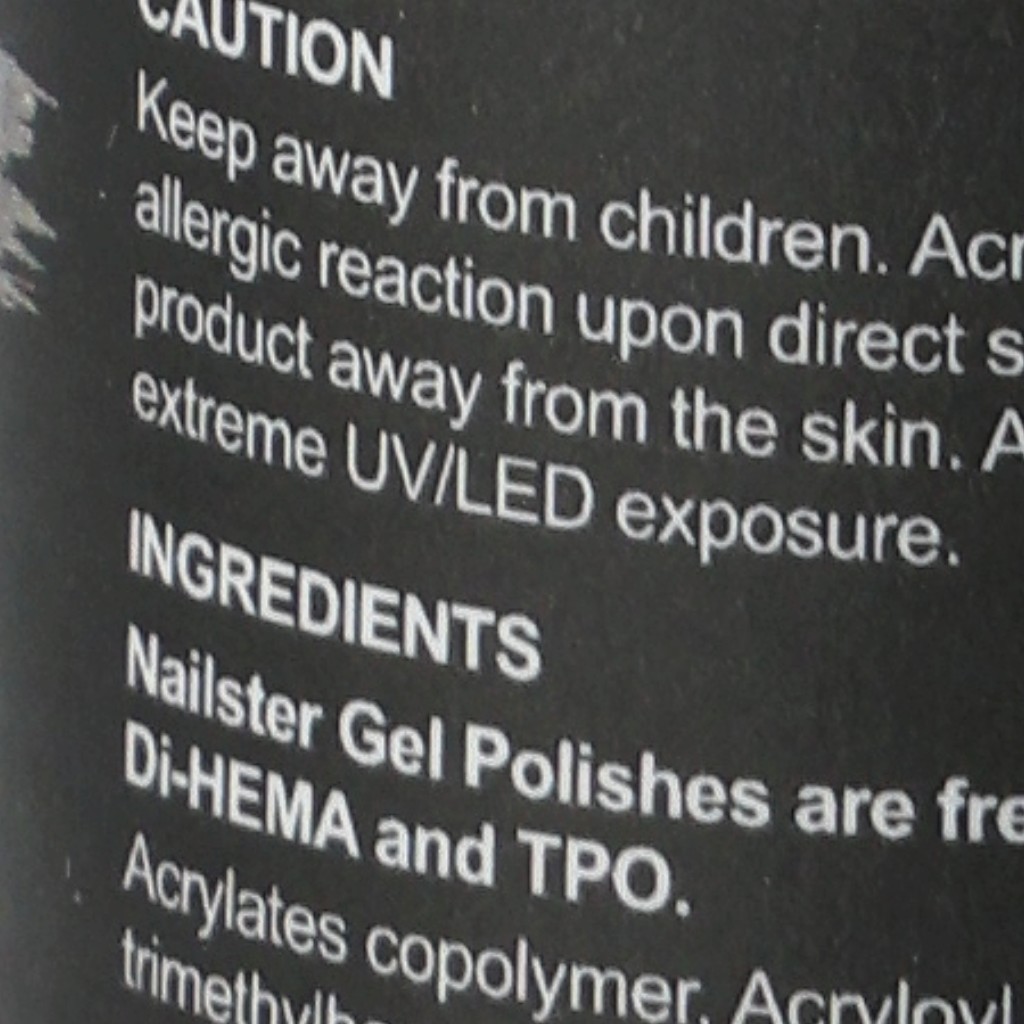 CAUTION
Keep away from children.
allergic reaction upon direct
product away from the skin.
extreme UV/LED exposure.
INGREDIENTS
Nailster Gel Polishes are
Di-HEMA and TPO.
Acrylates copolymer,